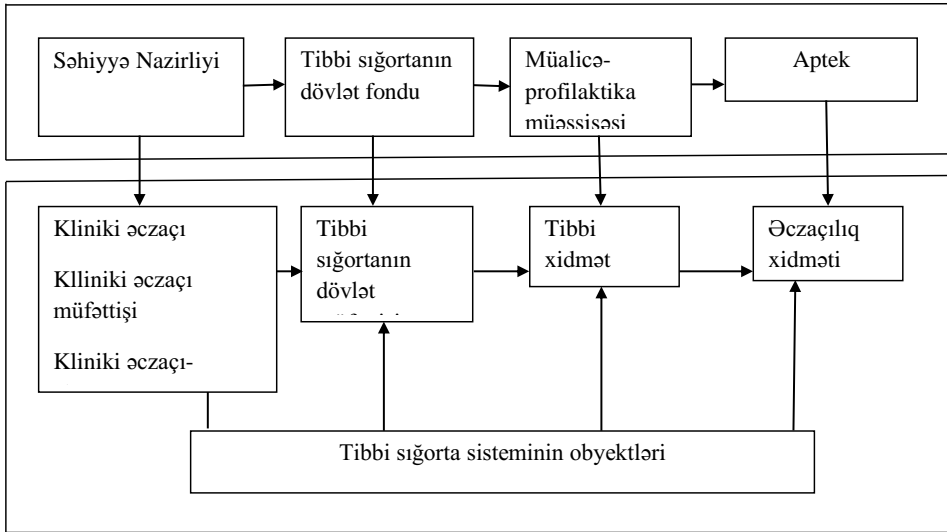 Səhiyyə Nazirliyi
Tibbi sığortanın
dövlət fondu
Müalicə-
profilaktika
müəssisəsi
Aptek
Kliniki əczaçı
Klliniki əczaçı
müfəttişi
Kliniki əczaçı-
Tibbi
sığortanın
dövlət
Tibbi
xidmət
Əczaçılıq
xidməti
Tibbi sığorta sisteminin obyektləri